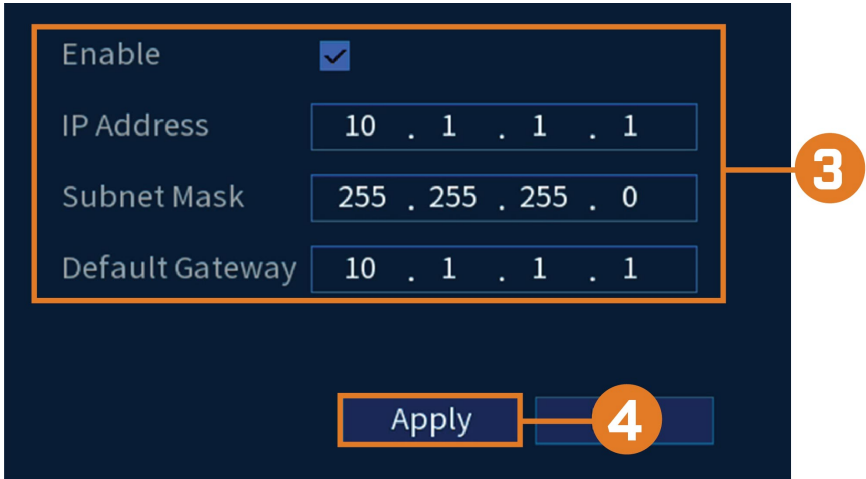 Enable
IP Address 10 . 1 . 1 . 1
3
Subnet Mask 255 . 255 . 255 . 0
Default Gateway 10 . 1 . 1 . 1
Apply 4